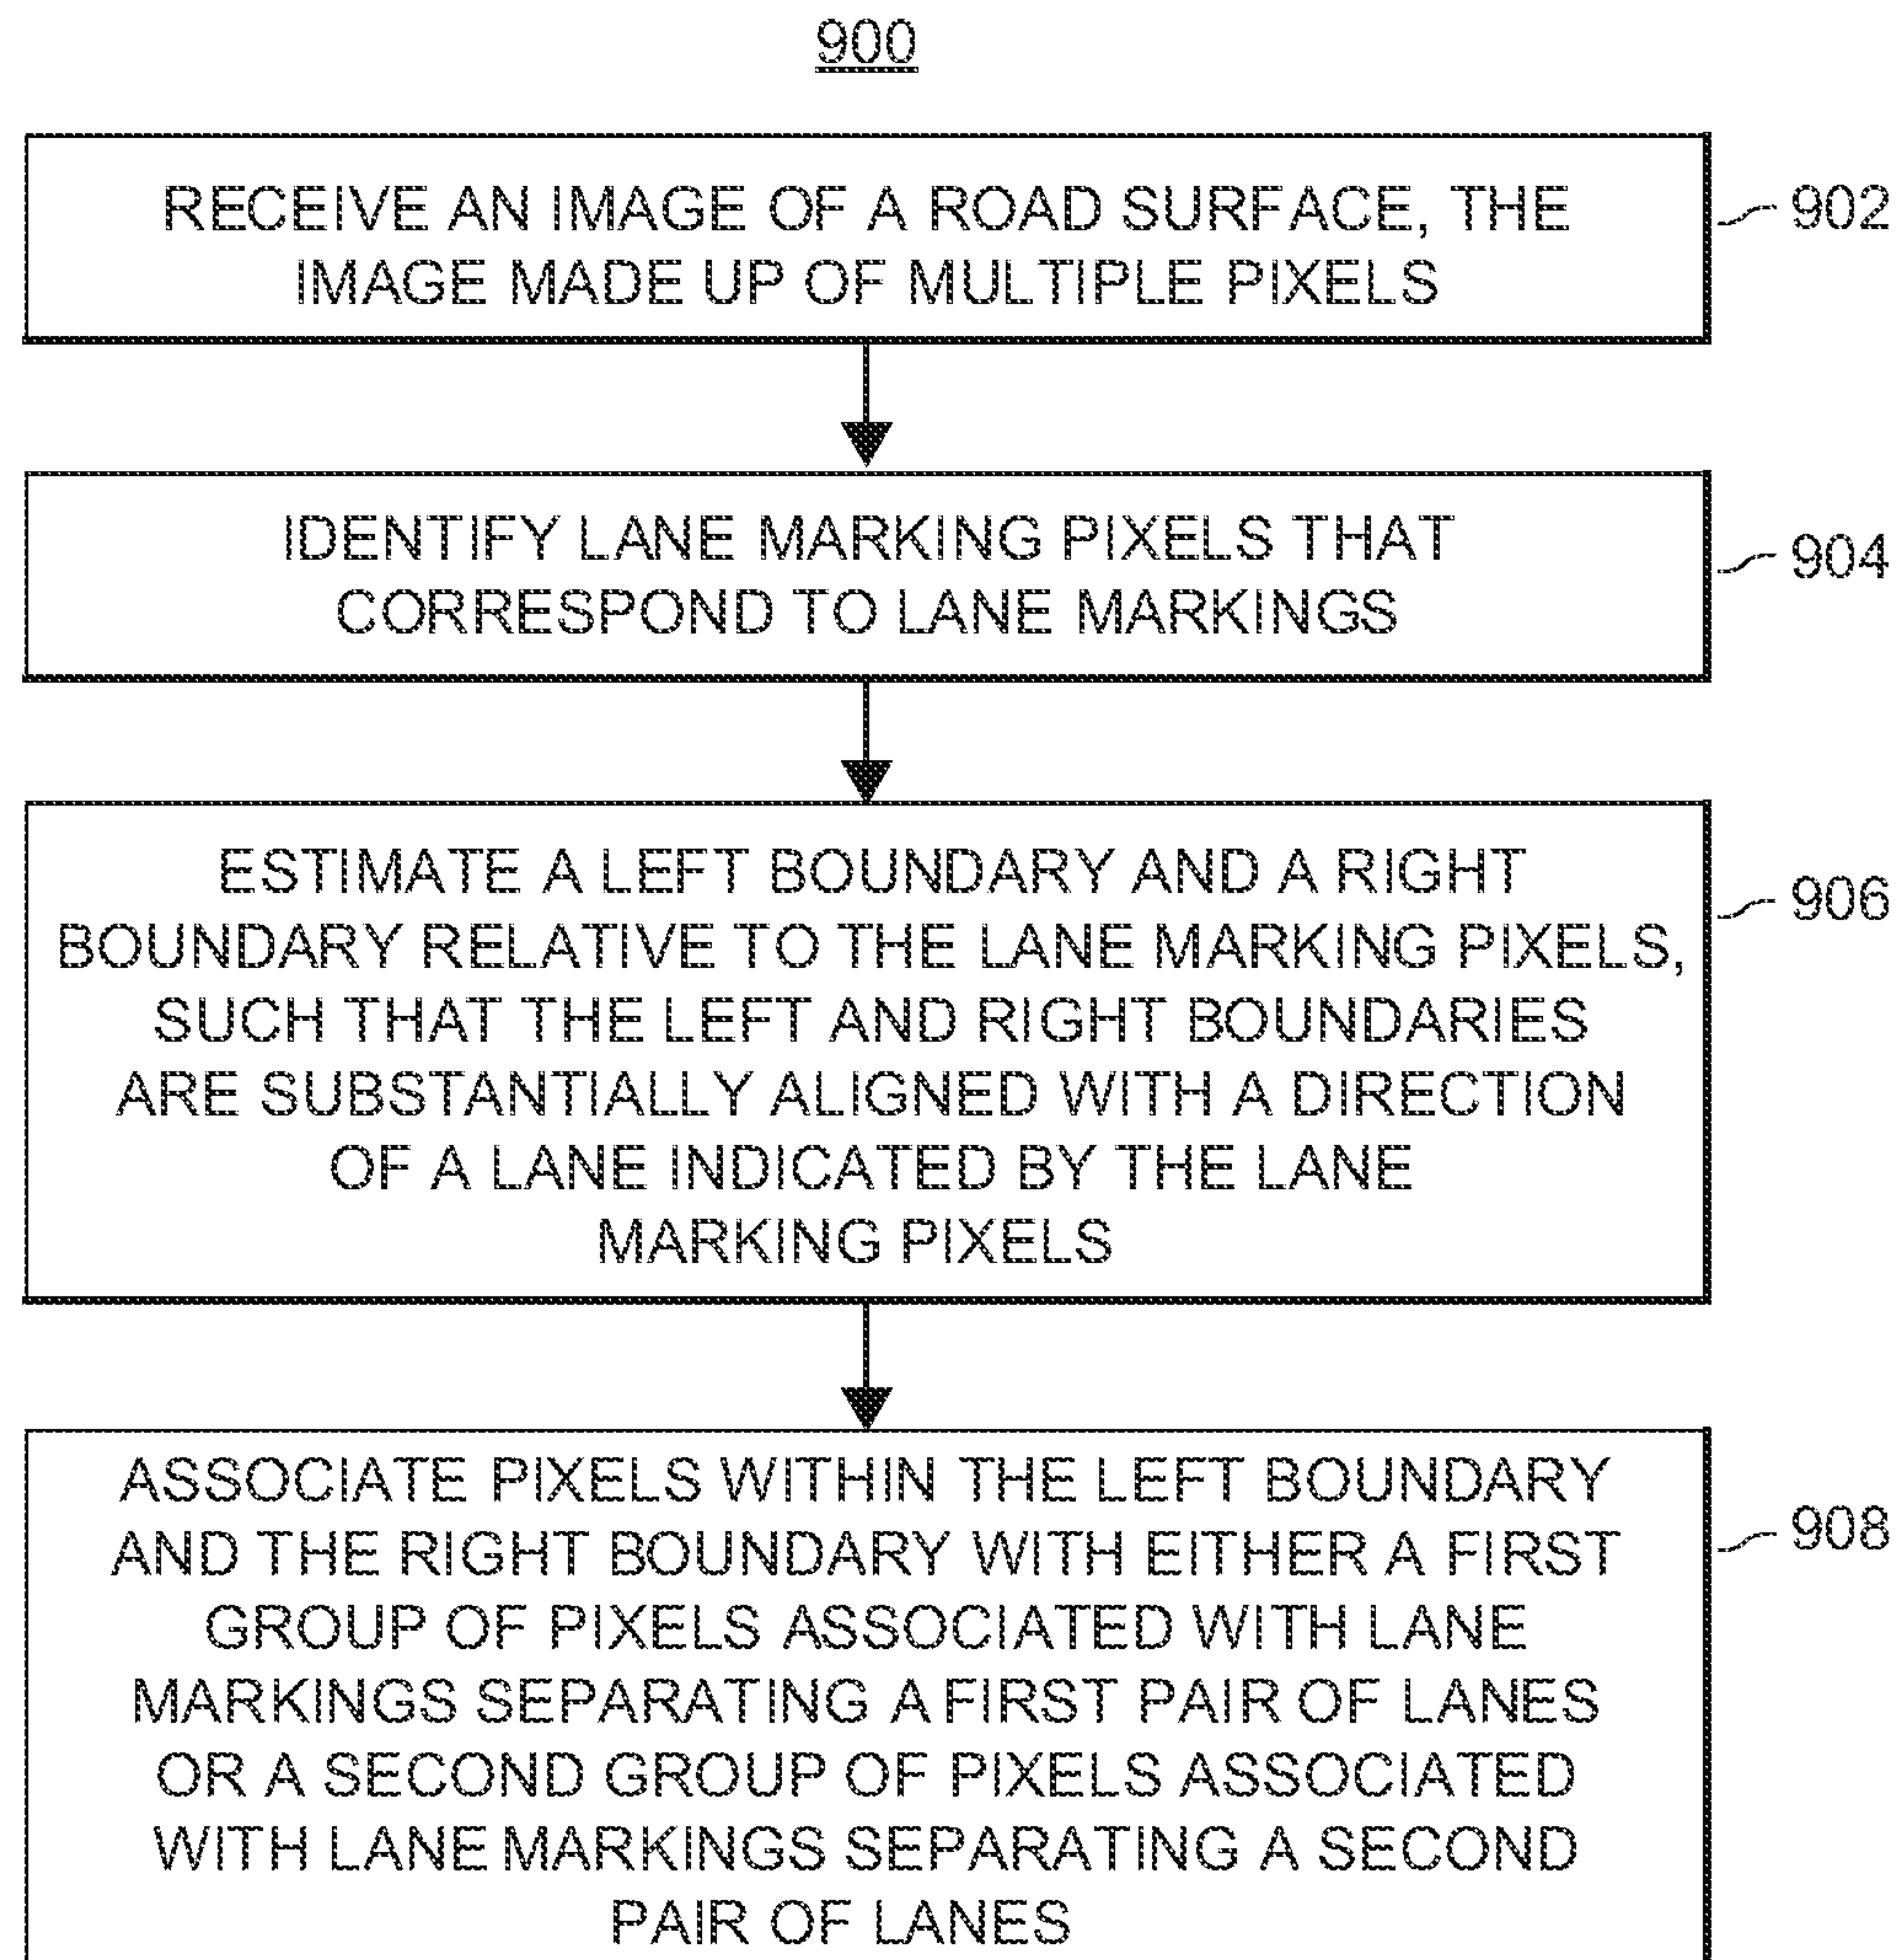 900
RECEIVE AN IMAGE OF A ROAD SURFACE, THE
IMAGE MADE UP OF MULTIPLE PIXELS
902
IDENTIFY LANE MARKING PIXELS THAT
CORRESPOND TO LANE MARKINGS
904
ESTIMATE A LEFT BOUNDARY AND A RIGHT
BOUNDARY RELATIVE TO THE LANE MARKING PIXELS,
SUCH THAT THE LEFT AND RIGHT BOUNDARIES
ARE SUBSTANTIALLY ALIGNED WITH A DIRECTION
OF A LANE INDICATED BY THE LANE
MARKING PIXELS
906
ASSOCIATE PIXELS WITHIN THE LEFT BOUNDARY
AND THE RIGHT BOUNDARY WITH EITHER A FIRST
GROUP OF PIXELS ASSOCIATED WITH LANE
MARKINGS SEPARATING A FIRST PAIR OF LANES
OR A SECOND GROUP OF PIXELS ASSOCIATED
WITH LANE MARKINGS SEPARATING A SECOND
PAIR OF LANES
908